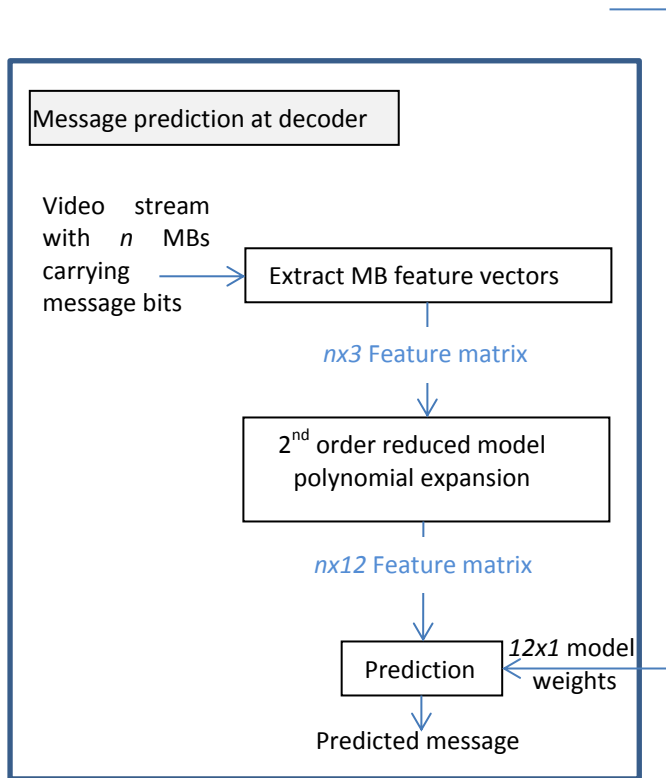 Message prediction at decoder
Video stream
with n MBs
carrying
message bits
Extract MB feature vectors
nx3 Feature matrix
2nd order reduced model
polynomial expansion
nx12 Feature matrix
12x1 model
weights
Prediction
Predicted message